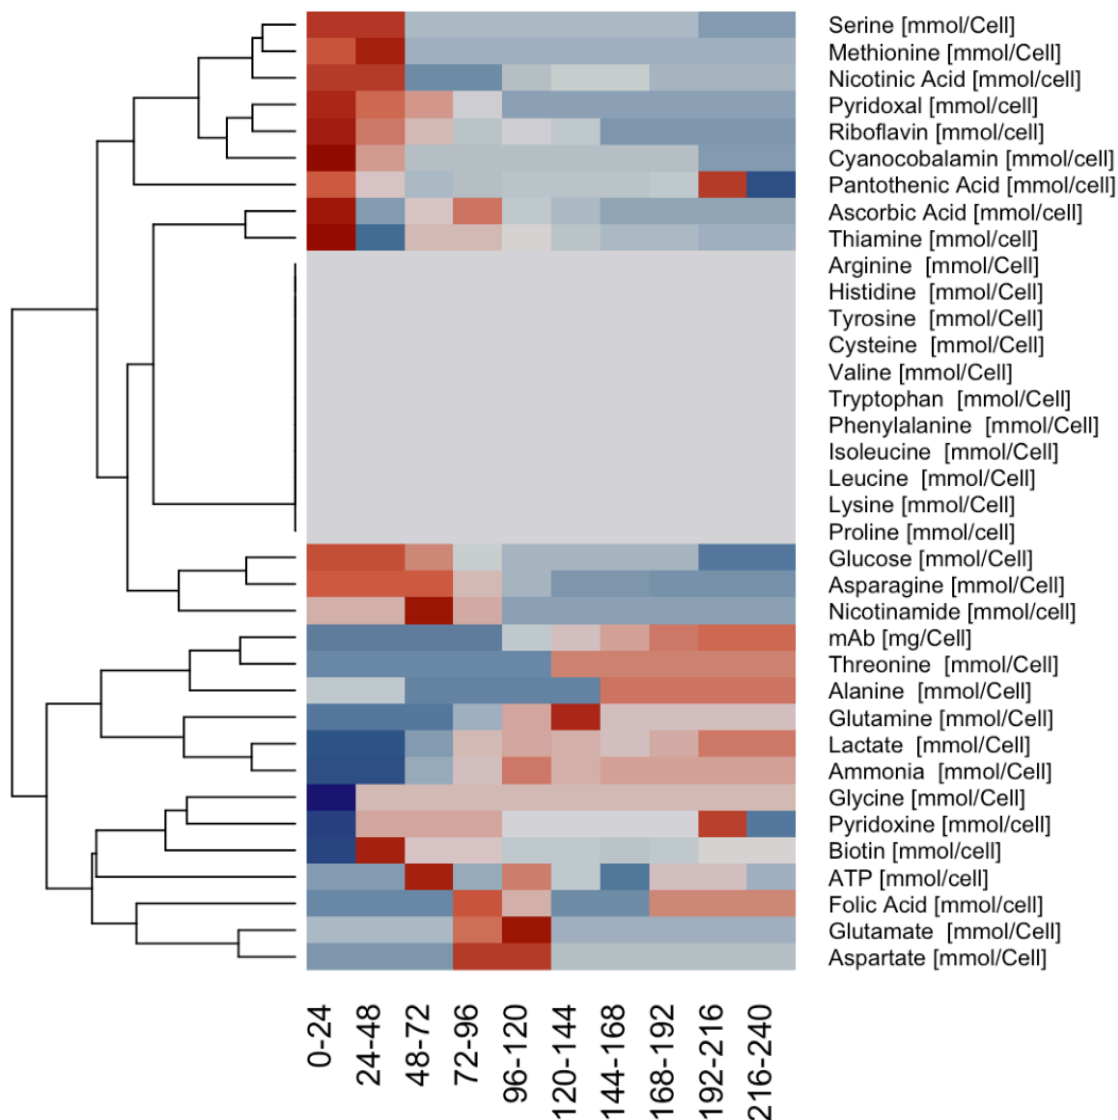 Serine [mmol/Cell]
Methionine [mmol/Cell]
Nicotinic Acid [mmol/cell]
Pyridoxal [mmol/cell]
Riboflavin [mmol/cell]
Cyanocobalamin [mmol/cell]
Pantothenic Acid [mmol/cell]
Ascorbic Acid [mmol/cell]
Thiamine [mmol/cell]
Arginine [mmol/Cell]
Histidine [mmol/Cell]
Tyrosine [mmol/Cell]
Cysteine [mmol/Cell]
Valine [mmol/Cell]
Tryptophan [mmol/Cell]
Phenylalanine [mmol/Cell]
Isoleucine [mmol/Cell]
Leucine [mmol/Cell]
Lysine [mmol/Cell]
Proline [mmol/cell]
Glucose [mmol/Cell]
Asparagine [mmol/Cell]
Nicotinamide [mmol/cell]
mAb [mg/Cell]
Threonine [mmol/Cell]
Alanine [mmol/Cell]
Glutamine [mmol/Cell]
Lactate [mmol/Cell]
Ammonia [mmol/Cell]
Glycine [mmol/Cell]
Pyridoxine [mmol/cell]
Biotin [mmol/cell]
ATP [mmol/cell]
Folic Acid [mmol/cell]
Glutamate [mmol/Cell]
Aspartate [mmol/Cell]
0-24
24-48
48-72
72-96
96-120
120-144
144-168
168-192
192-216
216-240